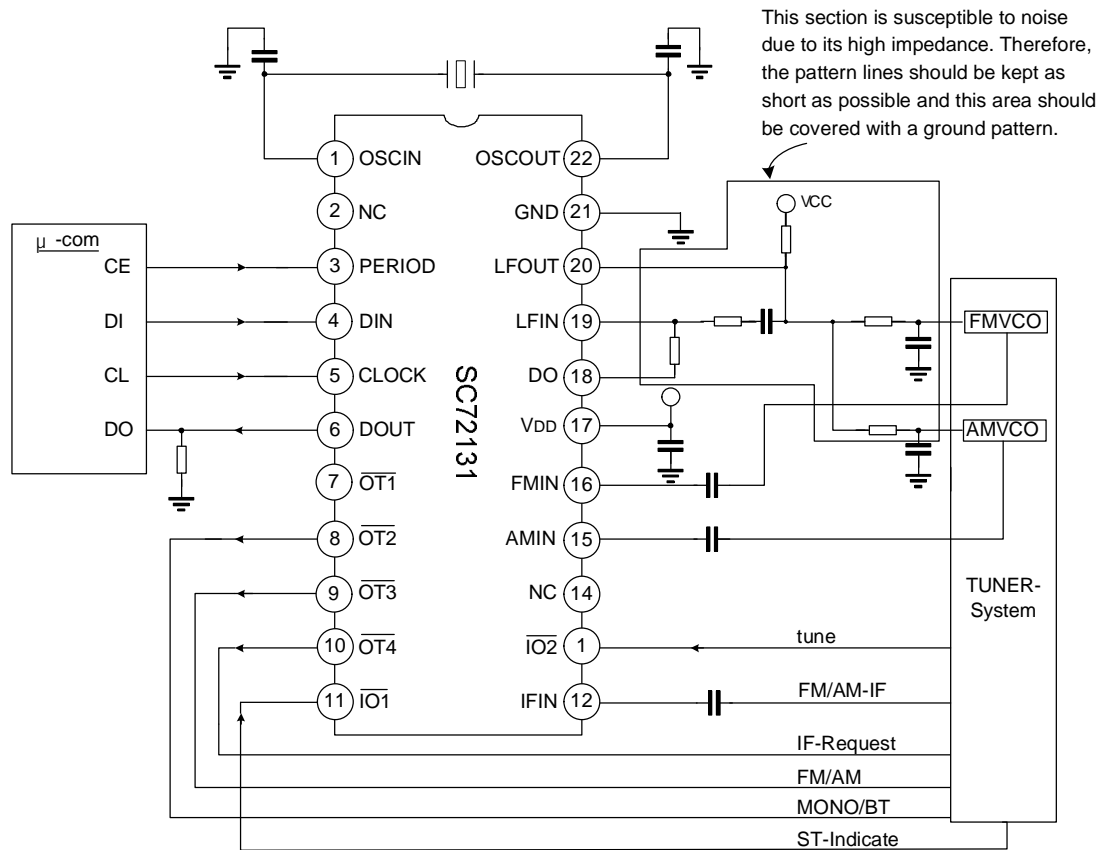 This section is susceptible to noise
due to its high impedance. Therefore,
the pattern lines should be kept as
short as possible and this area should
be covered with a ground pattern.
1 OSCIN
OSCOUT 22
2 NC
GND 21
VCC
μ-com
CE
3 PERIOD
LFOUT 20
DI
4 DIN
LFIN 19
FMVCO
CL
5 CLOCK
DO 18
DO
6 DOUT
VDD 17
AMVCO
SC72131
7 OT1
FMIN 16
8 OT2
AMIN 15
9 OT3
NC 14
TUNER-
System
10 OT4
IO2 1
tune
11 IO1
IFIN 12
FM/AM-IF
IF-Request
FM/AM
MONO/BT
ST-Indicate